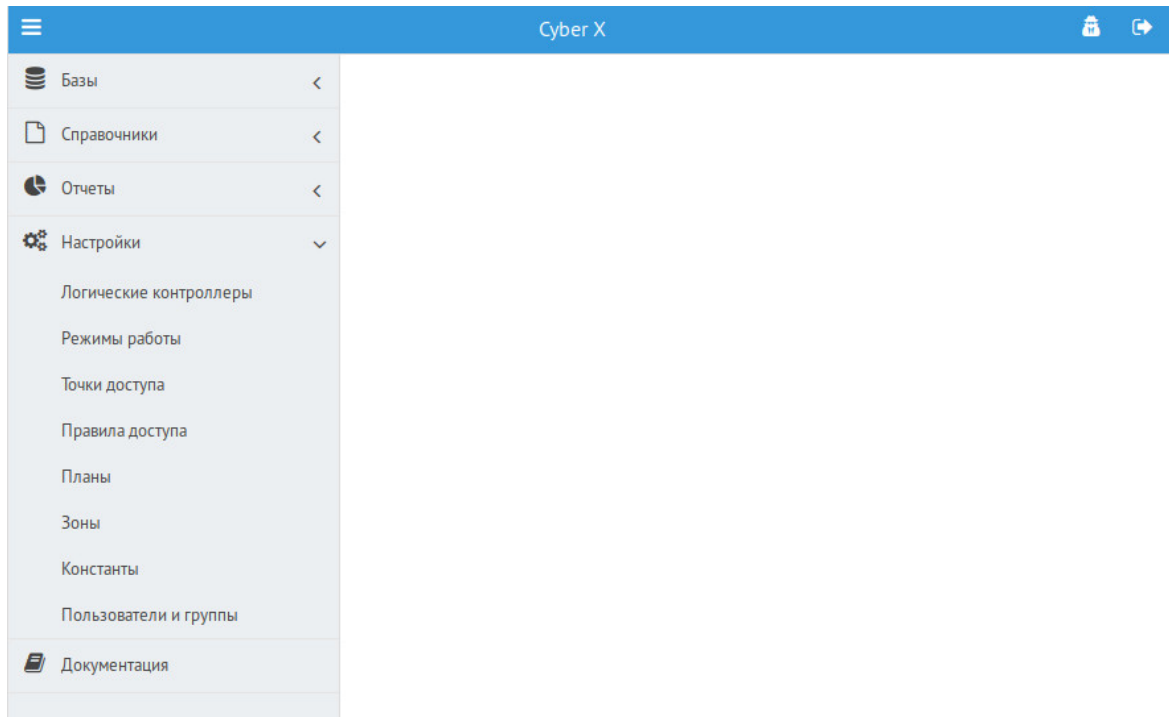 Cyber X
Базы
Справочники
Отчеты
Настройки
Логические контроллеры
Режимы работы
Точки доступа
Правила доступа
Планы
Зоны
Константы
Пользователи и группы
Документация